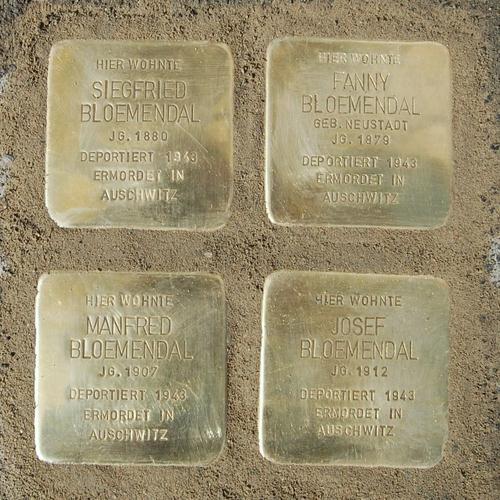 HIER WOHNTE
SIEGFRIED
BLOEMENDAL
JG. 1880
DEPORTIERT 1943
ERMORDET IN
AUSCHWITZ
HIER WOHNTE
FANNY
BLOEMENDAL
GEB. NEUSTADT
JG. 1879
DEPORTIERT 1943
ERMORDET IN
AUSCHWITZ
HIER WOHNTE
MANFRED
BLOEMENDAL
JG. 1907
DEPORTIERT 1943
ERMORDET IN
AUSCHWITZ
HIER WOHNTE
JOSEF
BLOEMENDAL
JG. 1912
DEPORTIERT 1943
ERMORDET IN
AUSCHWITZ